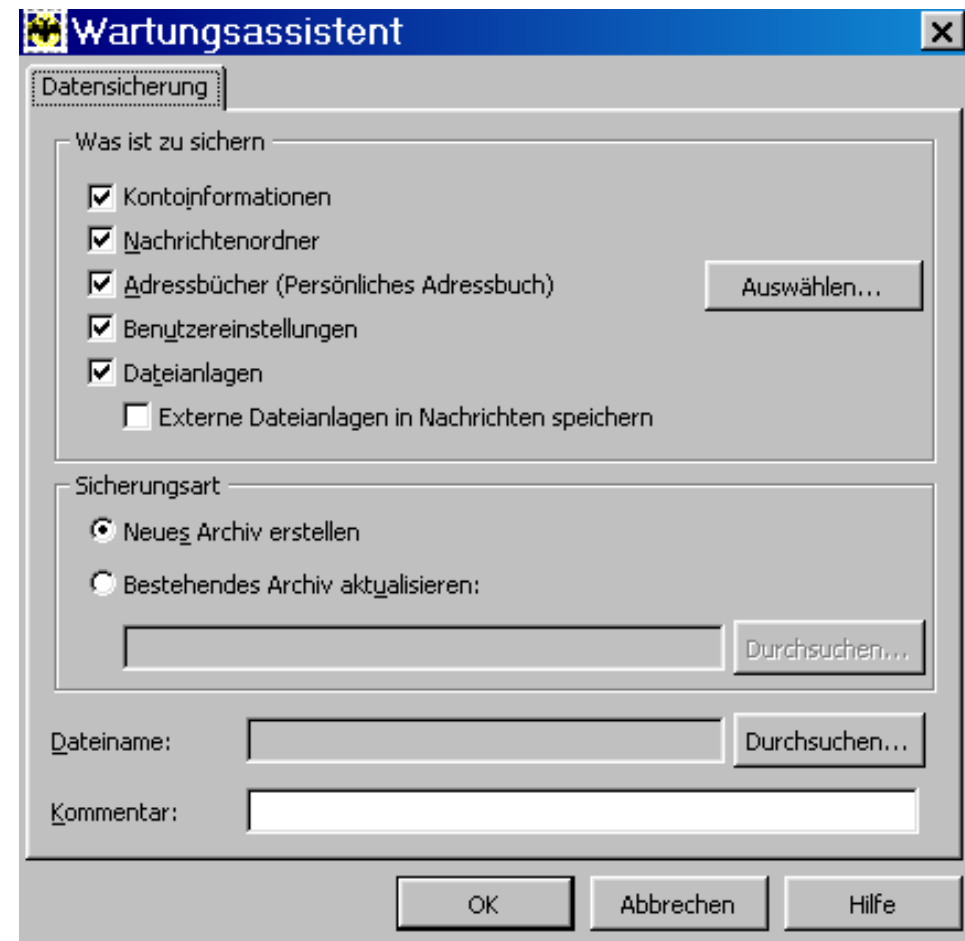 Wartungsassistent
Datensicherung
Was ist zu sichern
Kontoinformationen
Nachrichtenordner
Adressbücher (Persönliches Adressbuch)
Auswählen...
Benutzereinstellungen
Dateianlagen
Externe Dateianlagen in Nachrichten speichern
Sicherungsart
Neues Archiv erstellen
Bestehendes Archiv aktualisieren:
Durchsuchen...
Dateiname:
Durchsuchen...
Kommentar:
OK Abbrechen Hilfe